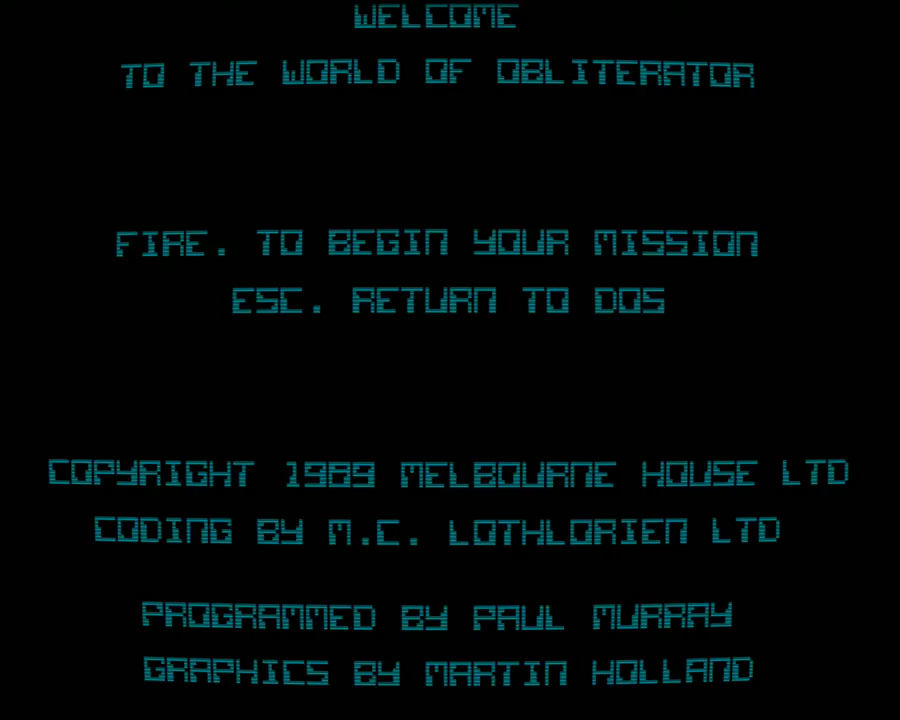 WELCOME
TO THE WORLD OF OBLITERATOR
FIRE. TO BEGIN YOUR MISSION
ESC. RETURN TO DOS
COPYRIGHT 1989 MELBOURNE HOUSE LTD
CODING BY M.C. LOTHLORIEN LTD
PROGRAMMED BY PAUL MURRAY
GRAPHICS BY MARTIN HOLLAND